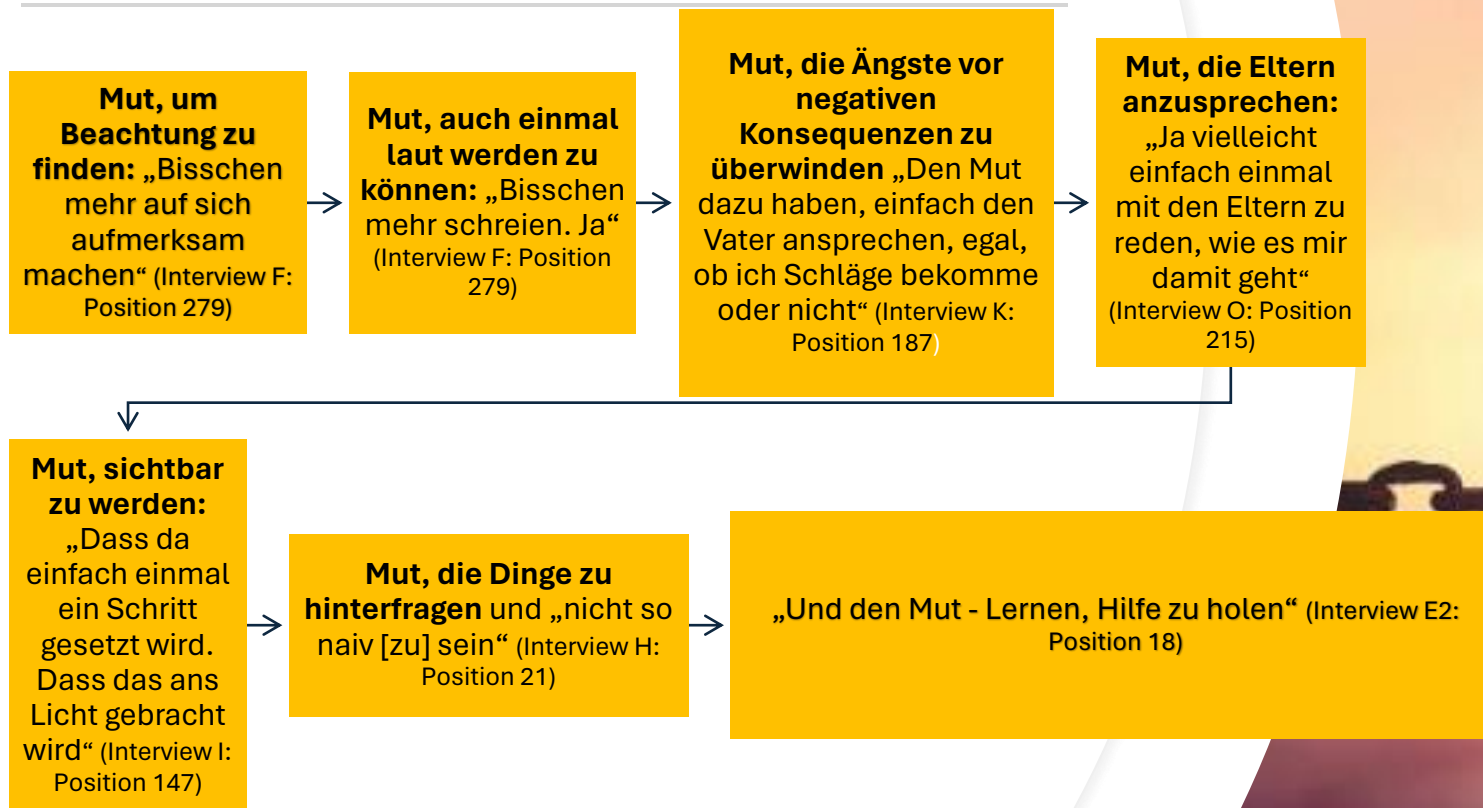 Mut, um
Beachtung zu
finden: „Bisschen
mehr auf sich
aufmerksam
machen“ (Interview F:
Position 279)
Mut, auch einmal
laut werden zu
können: „Bisschen
mehr schreien. Ja“
(Interview F: Position
279)
Mut, die Ängste vor
negativen
Konsequenzen zu
überwinden „Den Mut
dazu haben, einfach den
Vater ansprechen, egal,
ob ich Schläge bekomme
oder nicht“ (Interview K:
Position 187)
Mut, die Eltern
anzusprechen:
„Ja vielleicht
einfach einmal
mit den Eltern zu
reden, wie es mir
damit geht“
(Interview O: Position
215)
Mut, sichtbar
zu werden:
„Dass da
einfach einmal
ein Schritt
gesetzt wird.
Dass das ans
Licht gebracht
wird“ (Interview I:
Position 147)
Mut, die Dinge zu
hinterfragen und „nicht so
naiv [zu] sein“ (Interview H:
Position 21)
„Und den Mut - Lernen, Hilfe zu holen“ (Interview E2:
Position 18)